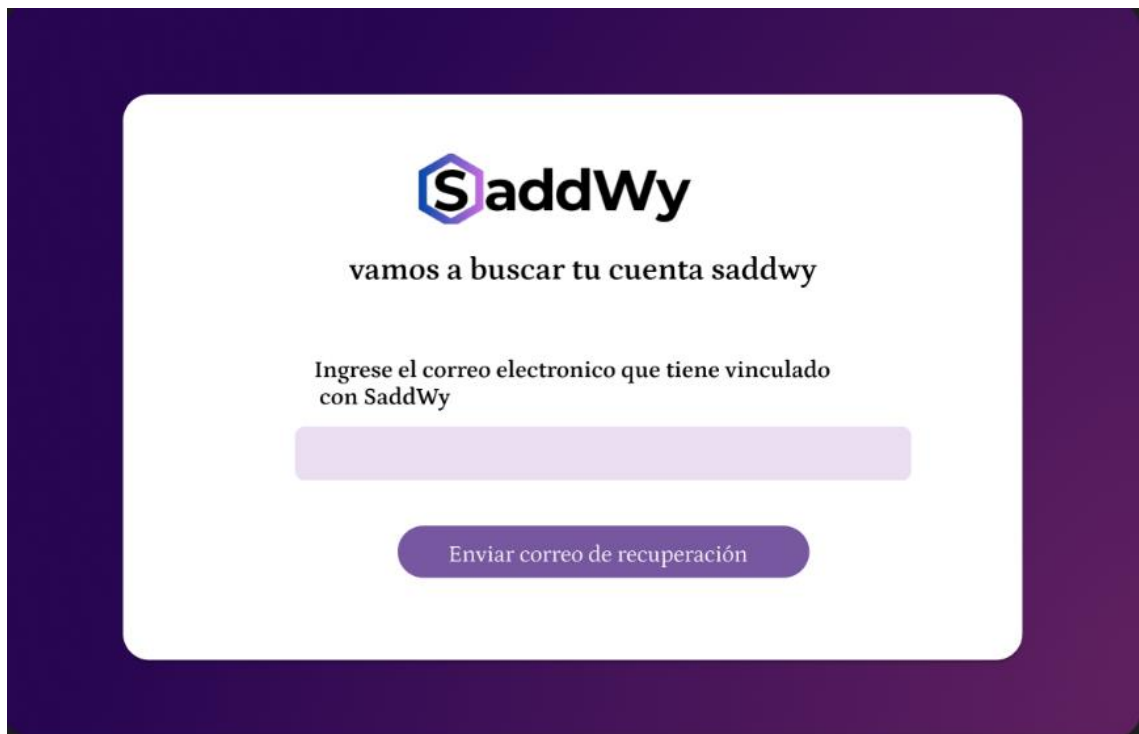 SaddWy
vamos a buscar tu cuenta saddwy
Ingrese el correo electronico que tiene vinculado
con SaddWy
Enviar correo de recuperación